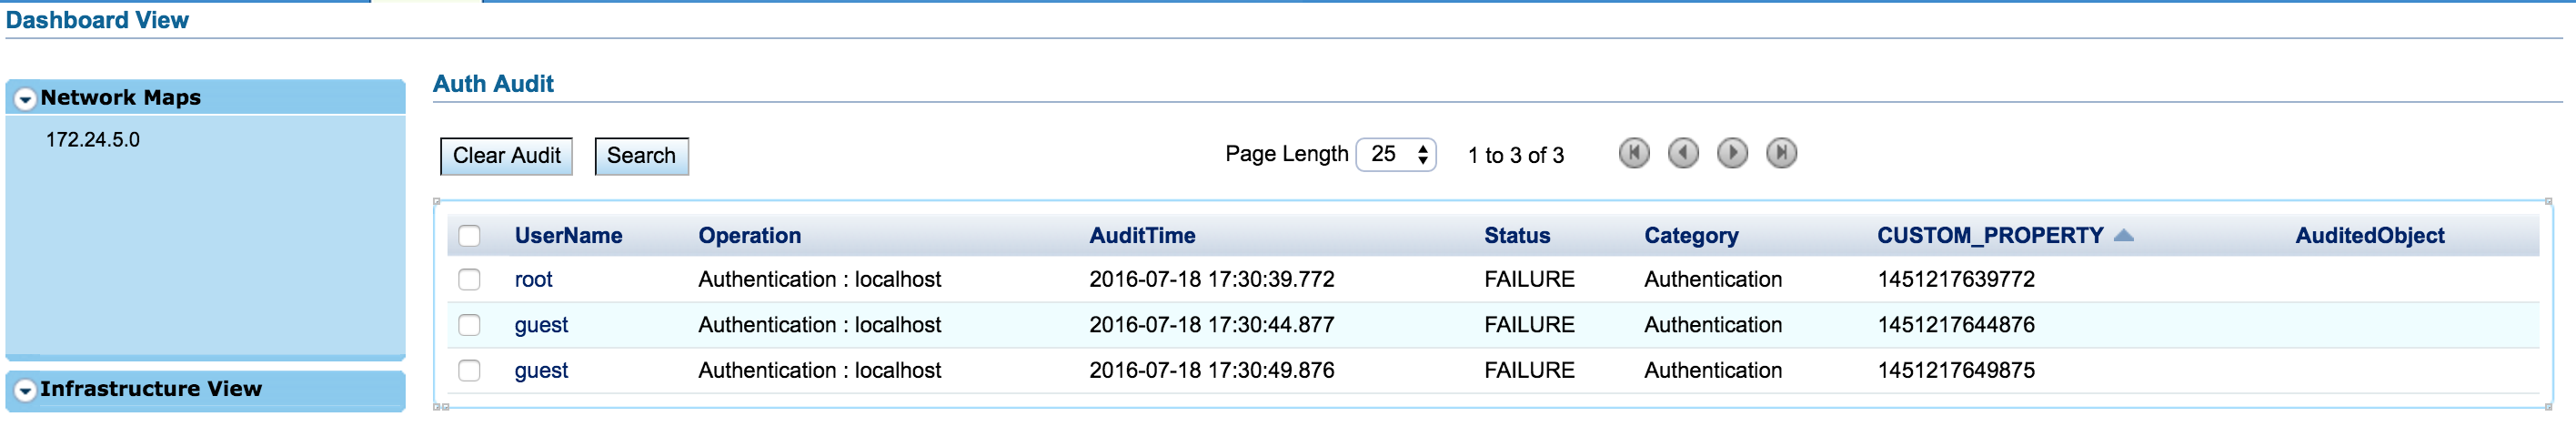 Dashboard View
Network Maps
172.24.5.0
Infrastructure View
Auth Audit
Clear Audit Search Page Length 25 1 to 3 of 3
UserName Operation AuditTime Status Category CUSTOM_PROPERTY AuditedObject
root Authentication : localhost 2016-07-18 17:30:39.772 FAILURE Authentication 1451217639772
guest Authentication : localhost 2016-07-18 17:30:44.877 FAILURE Authentication 1451217644876
guest Authentication : localhost 2016-07-18 17:30:49.876 FAILURE Authentication 1451217649875